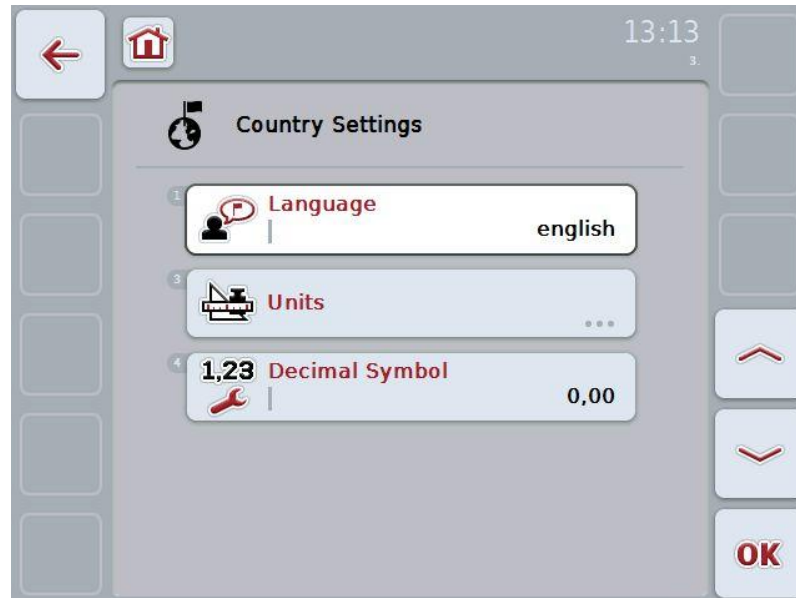 13:13
3.
Country Settings
1
Language
english
3
Units
...
4
1,23
Decimal Symbol
0,00
OK